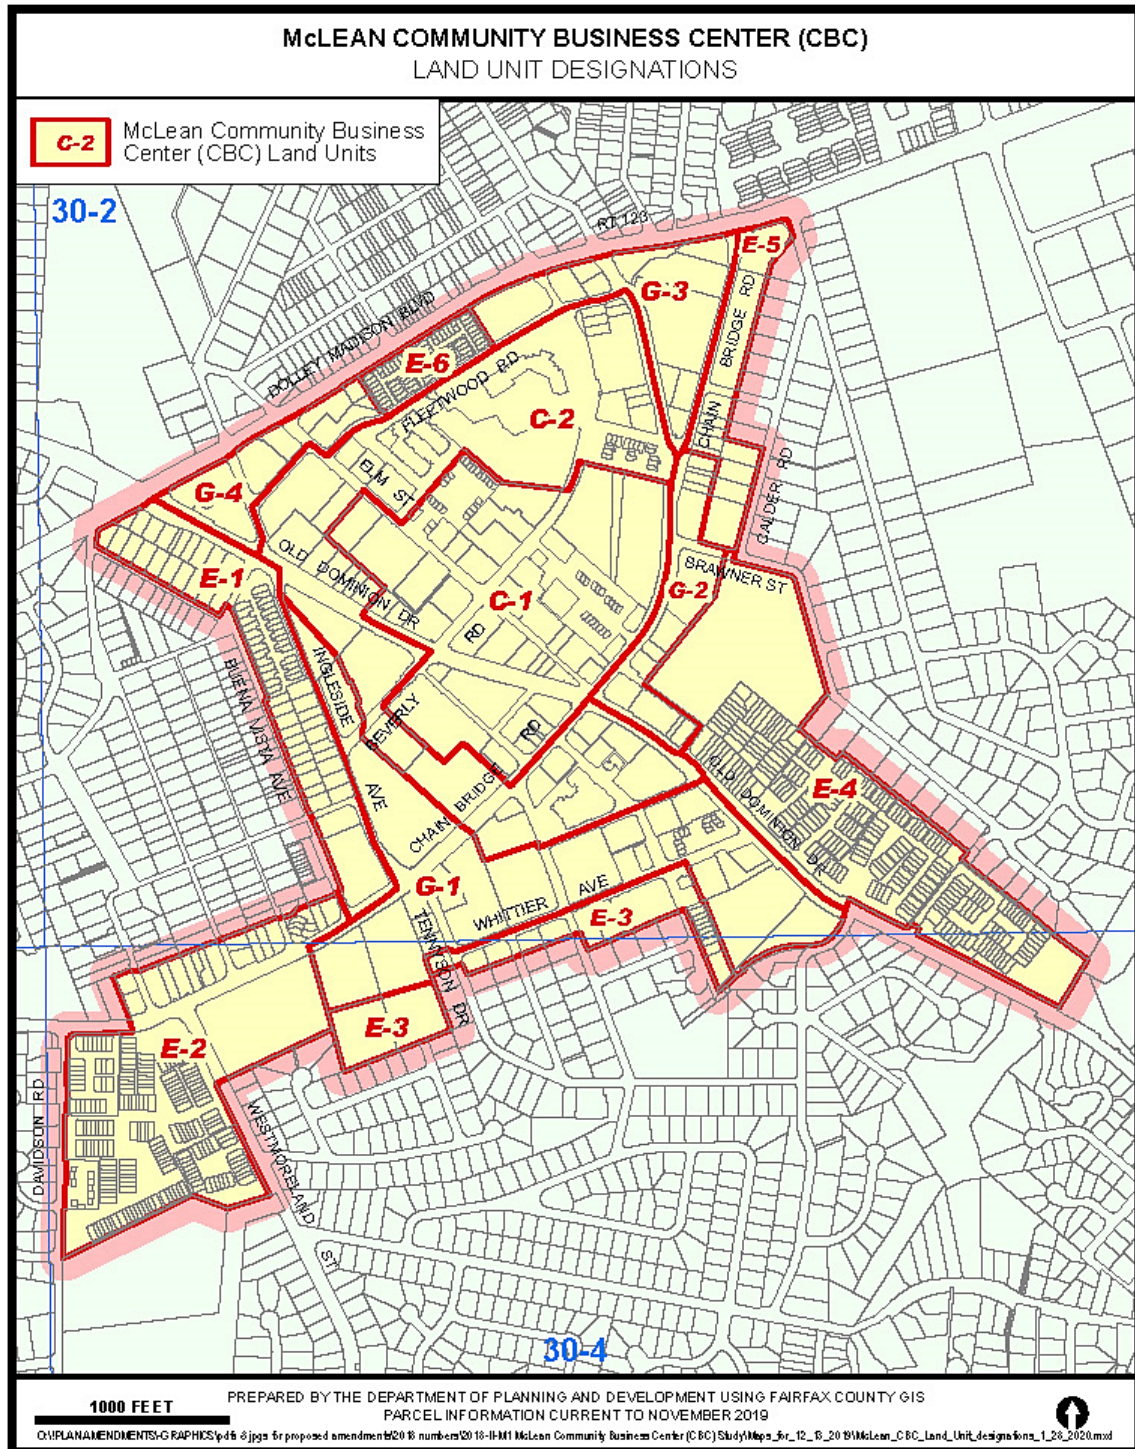 McLEAN COMMUNITY BUSINESS CENTER (CBC)
LAND UNIT DESIGNATIONS
C-2
McLean Community Business
Center (CBC) Land Units
30-2
RT 123
E-5
G-3
DOLLEY MADISON BLVD
BRIDGE RD
E-6
FLEETWOOD RD
C-2
CHAIN
ELM ST
G-4
CALDER RD
OLD DOMINION DR
E-1
BRAWNER ST
G-2
C-1
RD
INGLESIDE
BUENA VISTA AVE
BEVERLY
RD
AVE
OLD DOMINION DR
E-4
CHAIN BRIDGE
G-1
WHITTIER AVE
E-3
TENNYSON DR
E-3
E-2
DAVIDSON RD
WESTMORELAND ST
30-4
1000 FEET
PREPARED BY THE DEPARTMENT OF PLANNING AND DEVELOPMENT USING FAIRFAX COUNTY GIS
PARCEL INFORMATION CURRENT TO NOVEMBER 2019